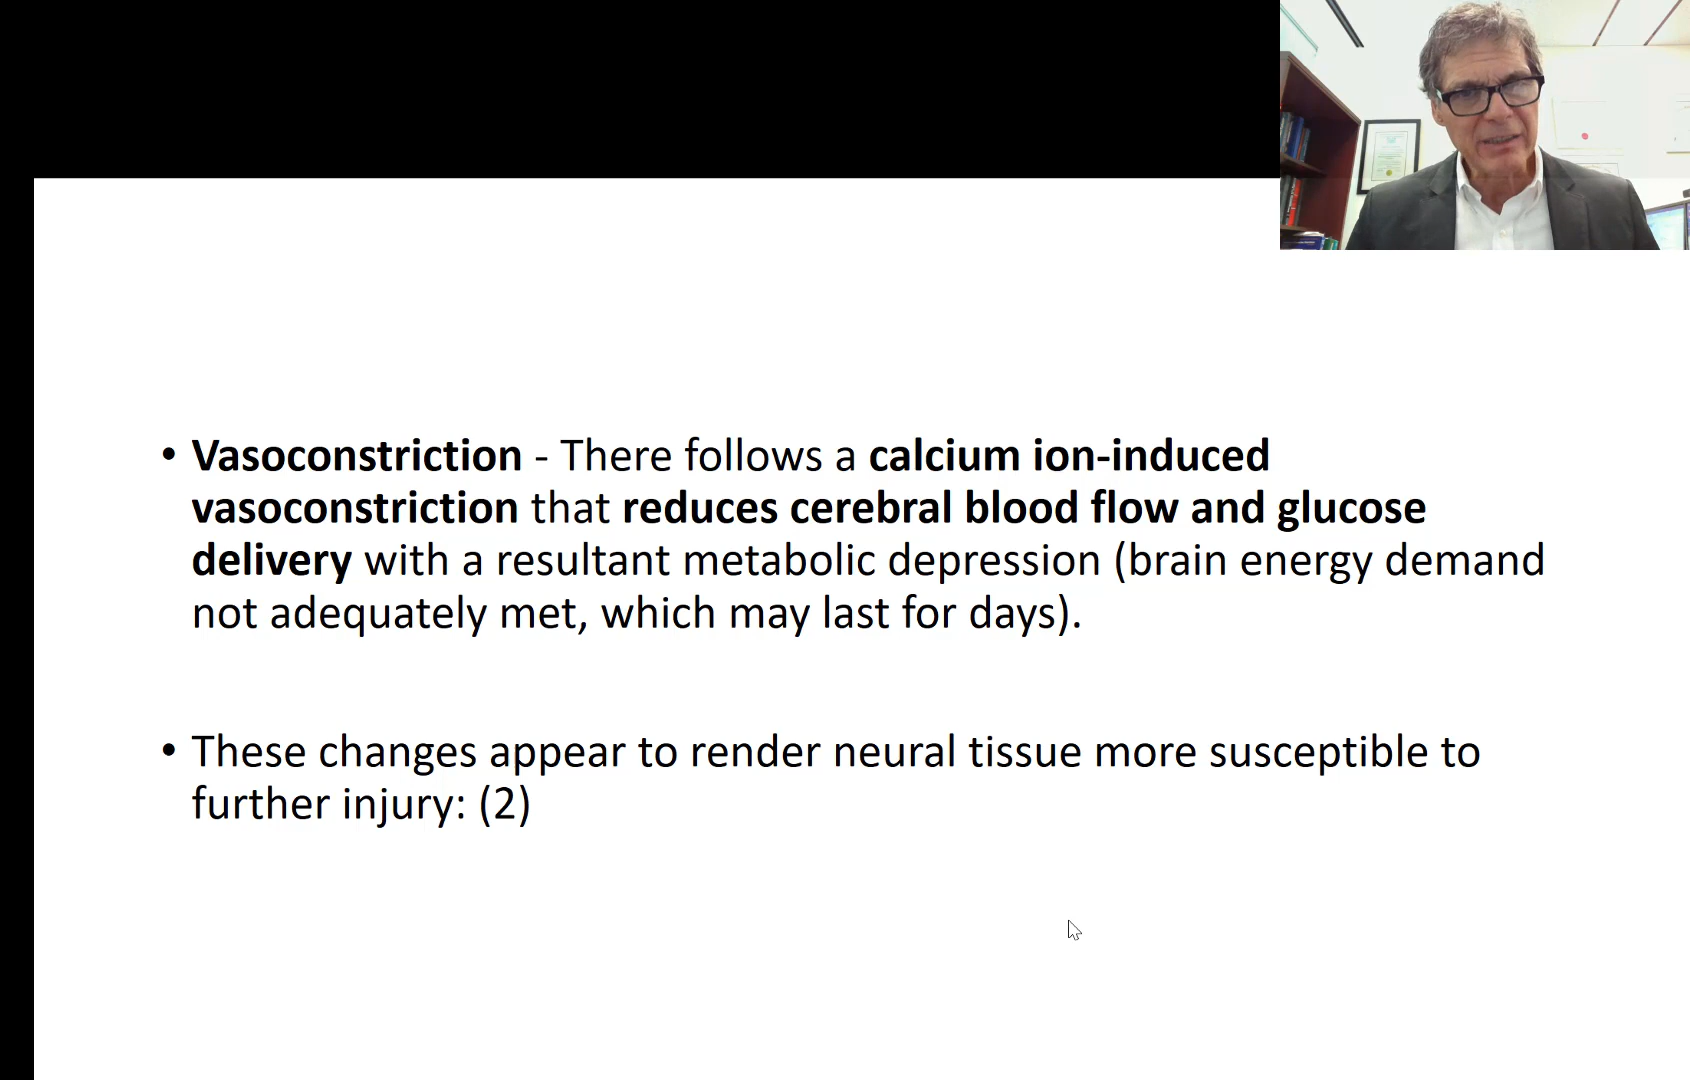 • Vasoconstriction - There follows a calcium ion-induced
vasoconstriction that reduces cerebral blood flow and glucose
delivery with a resultant metabolic depression (brain energy demand
not adequately met, which may last for days).
• These changes appear to render neural tissue more susceptible to
further injury: (2)